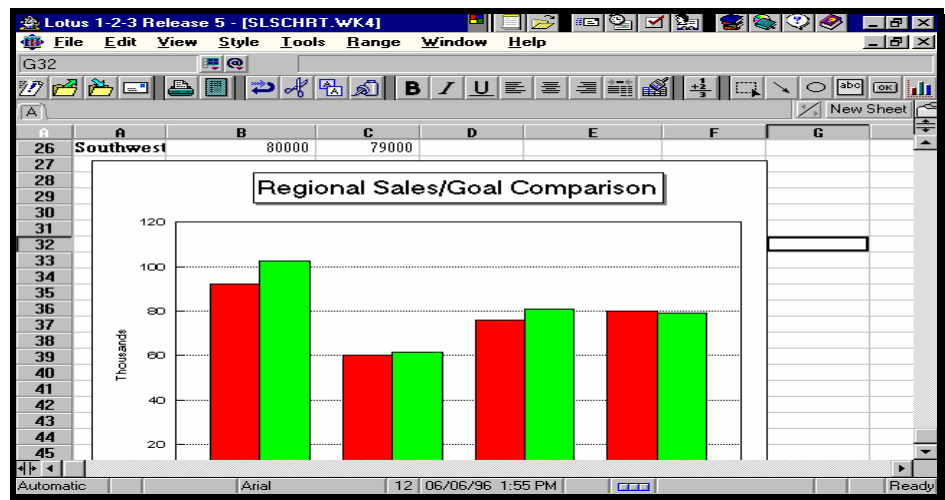 Lotus 1-2-3 Release 5 - [SLSCHRT.WK4]
File Edit View Style Tools Range Window Help
G32 @
B I U abc OK
A New Sheet
A A B C D E F G
26 Southwest 80000 79000
27
28
29
30
31
32
33
34
35
36
37
38
39
40
41
42
43
44
45
Regional Sales/Goal Comparison
120
100
80
60
40
20
Thousands
Automatic Arial 12 06/06/96 1:55 PM Ready